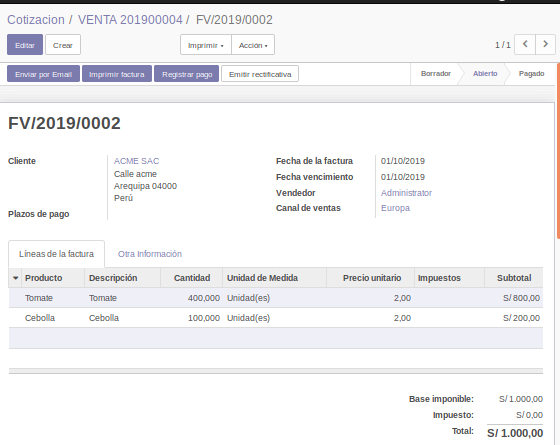 Cotizacion / VENTA 201900004 / FV/2019/0002
Editar Crear Imprimir Acción 1 / 1
Enviar por Email Imprimir factura Registrar pago Emitir rectificativa Borrador Abierto Pagado
FV/2019/0002
Cliente ACME SAC Fecha de la factura 01/10/2019
Calle acme Fecha vencimiento 01/10/2019
Arequipa 04000 Vendedor Administrator
Perú Canal de ventas Europa
Plazos de pago
Líneas de la factura Otra Información
Producto Descripción Cantidad Unidad de Medida Precio unitario Impuestos Subtotal
Tomate Tomate 400,000 Unidad(es) 2,00 S/ 800,00
Cebolla Cebolla 100,000 Unidad(es) 2,00 S/ 200,00
Base imponible: S/ 1.000,00
Impuesto: S/ 0,00
Total: S/ 1.000,00